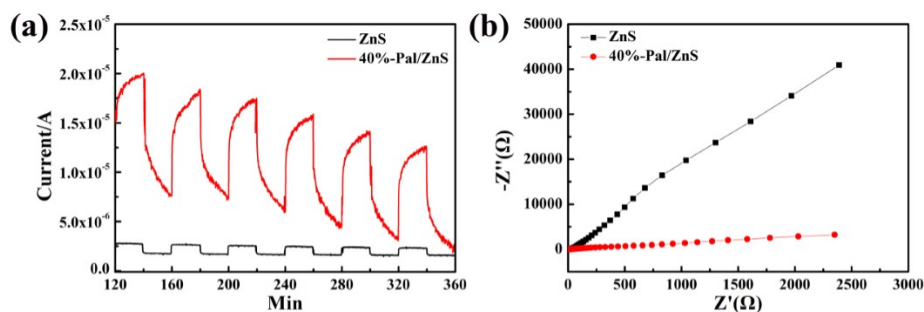 (a)
ZnS
40%-Pal/ZnS
2.5x10⁻⁵
2.0x10⁻⁵
1.5x10⁻⁵
1.0x10⁻⁵
5.0x10⁻⁶
0.0
Current/A
120 160 200 240 280 320 360
Min
(b)
ZnS
40%-Pal/ZnS
50000
40000
30000
20000
10000
0
-Z''(Ω)
0 500 1000 1500 2000 2500 3000
Z'(Ω)